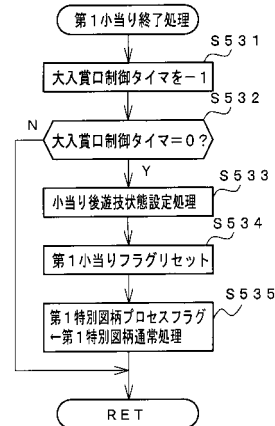 第1小当り終了処理
S531
大入賞口制御タイマを-1
S532
N
大入賞口制御タイマ=0?
Y
S533
小当り後遊技状態設定処理
S534
第1小当りフラグリセット
S535
第1特別図柄プロセスフラグ
←第1特別図柄通常処理
RET